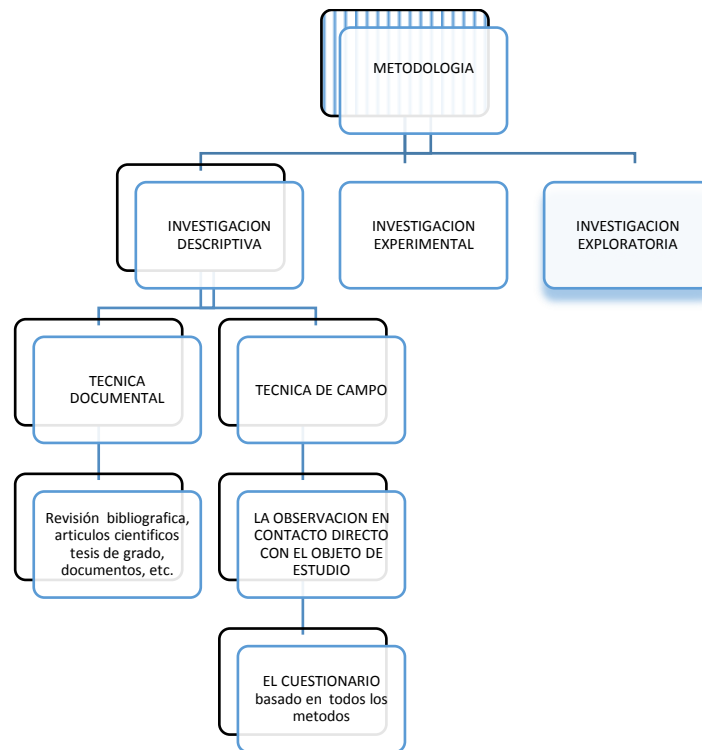 METODOLOGIA
INVESTIGACION
DESCRIPTIVA
INVESTIGACION
EXPERIMENTAL
INVESTIGACION
EXPLORATORIA
TECNICA
DOCUMENTAL
TECNICA DE CAMPO
Revisión bibliografica,
articulos cientificos
tesis de grado,
documentos, etc.
LA OBSERVACION EN
CONTACTO DIRECTO
CON EL OBJETO DE
ESTUDIO
EL CUESTIONARIO
basado en todos los
metodos